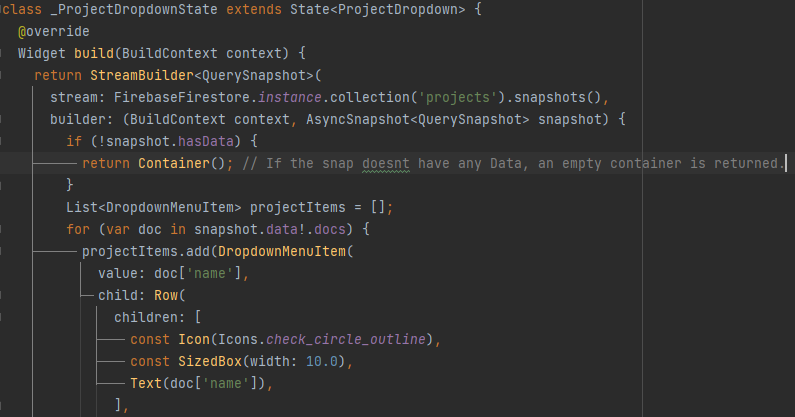 class _ProjectDropdownState extends State<ProjectDropdown> {
@override
Widget build(BuildContext context) {
return StreamBuilder<QuerySnapshot>(
stream: FirebaseFirestore.instance.collection('projects').snapshots(),
builder: (BuildContext context, AsyncSnapshot<QuerySnapshot> snapshot) {
if (!snapshot.hasData) {
return Container(); // If the snap doesnt have any Data, an empty container is returned.
}
List<DropdownMenuItem> projectItems = [];
for (var doc in snapshot.data!.docs) {
projectItems.add(DropdownMenuItem(
value: doc['name'],
child: Row(
children: [
const Icon(Icons.check_circle_outline),
const SizedBox(width: 10.0),
Text(doc['name']),
],